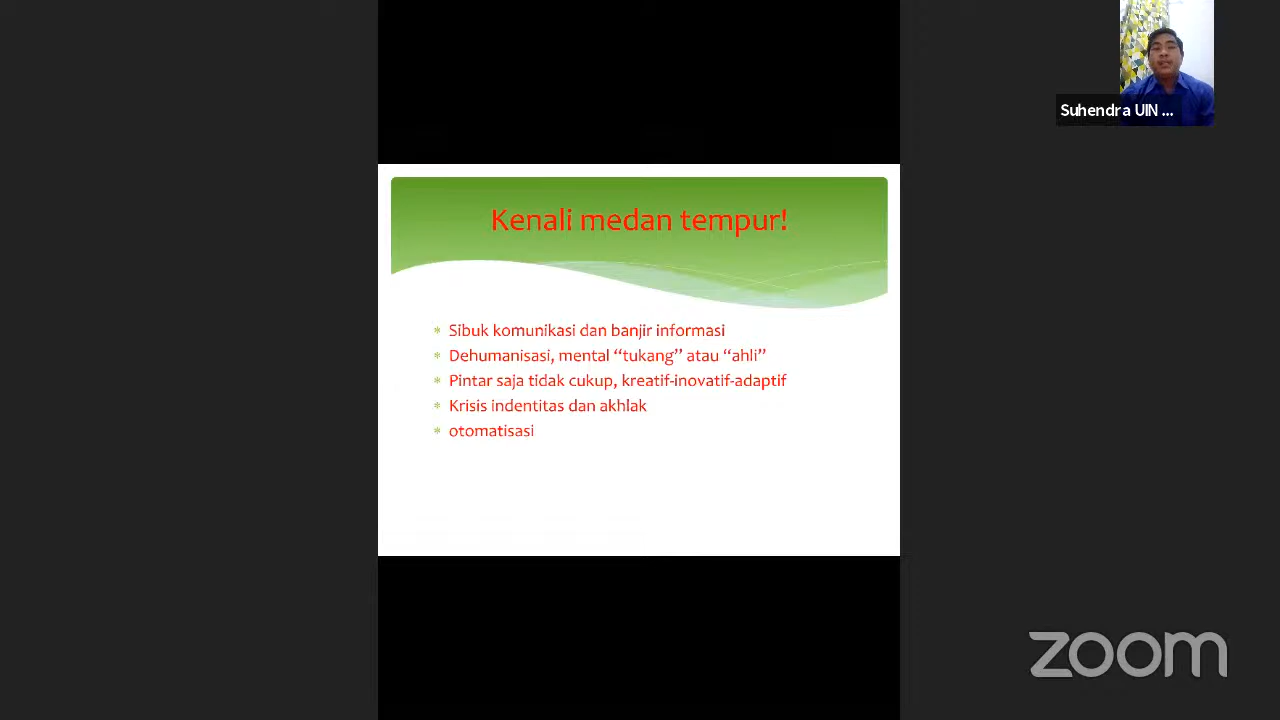 Suhendra UIN ...
Kenali medan tempur!
* Sibuk komunikasi dan banjir informasi
* Dehumanisasi, mental “tukang” atau “ahli”
* Pintar saja tidak cukup, kreatif-inovatif-adaptif
* Krisis indentitas dan akhlak
* otomatisasi
zoom